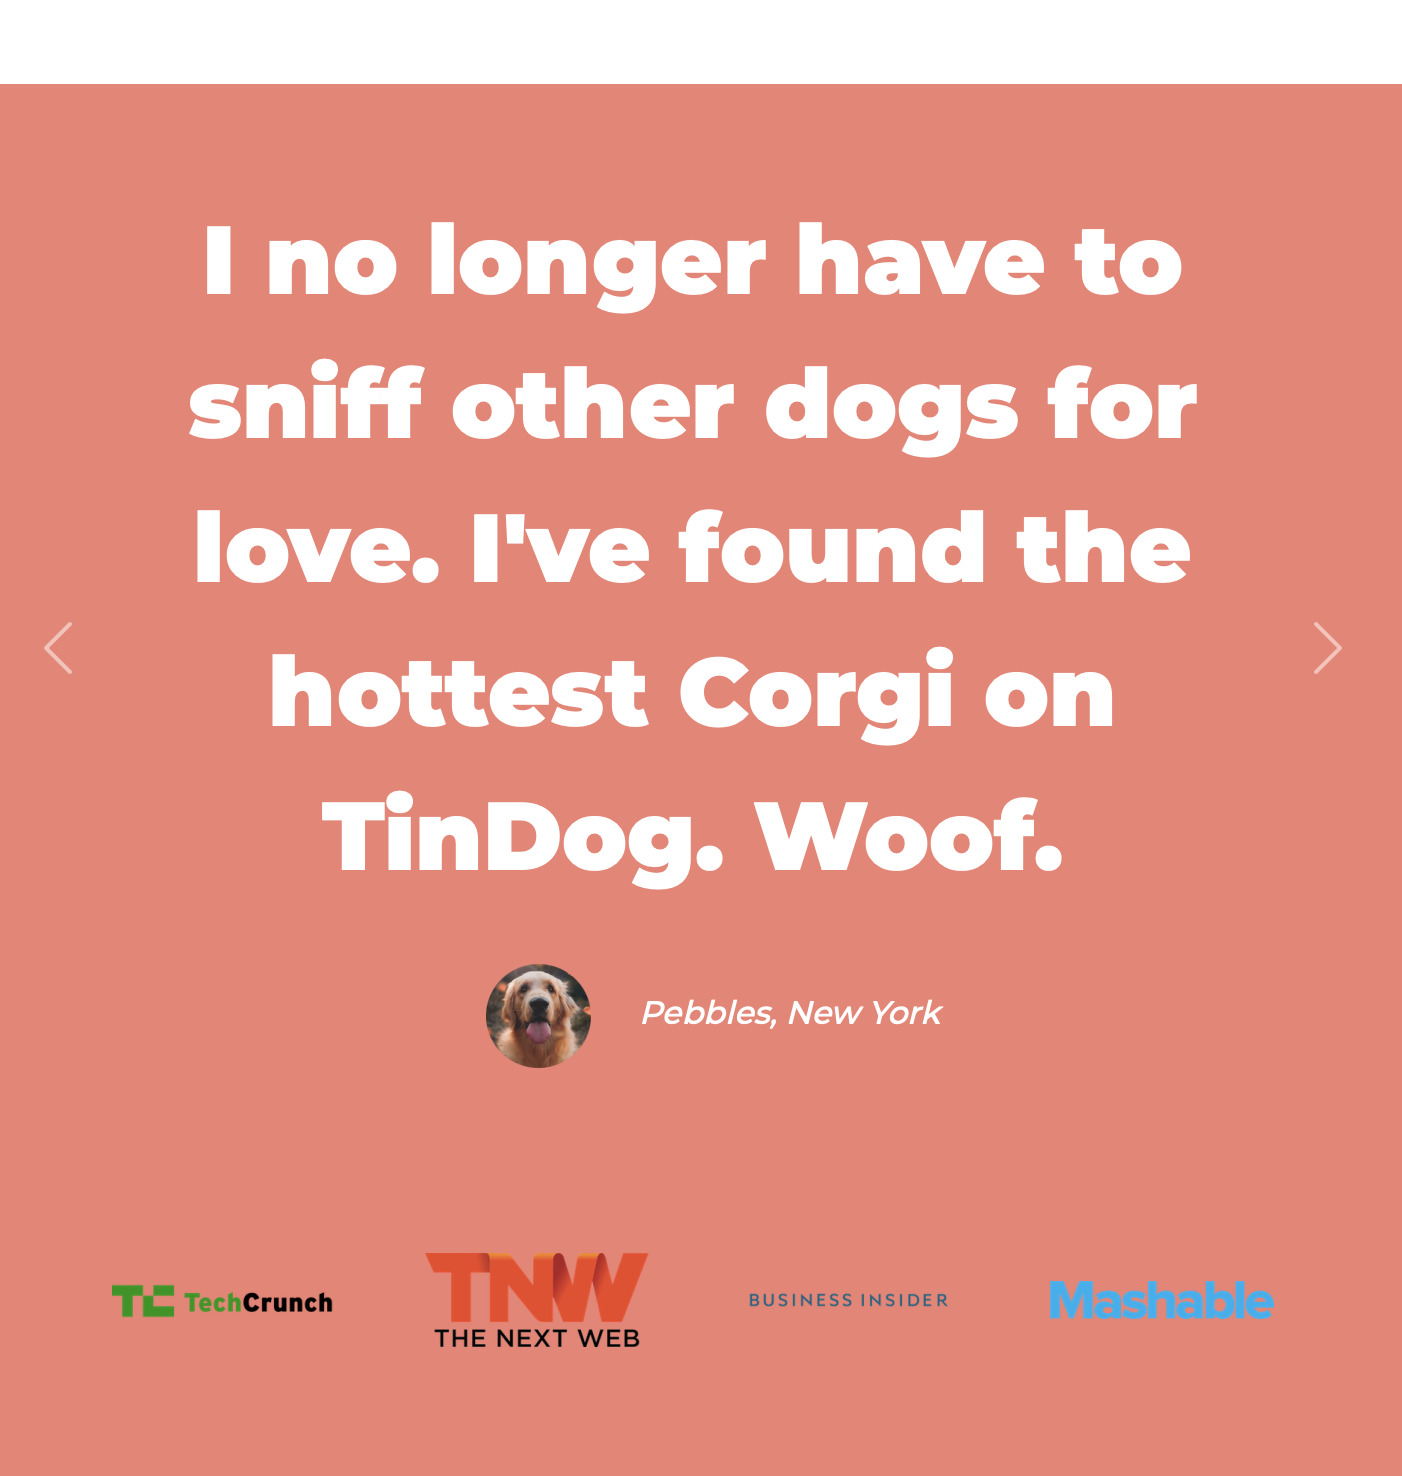 I no longer have to
sniff other dogs for
love. I've found the
hottest Corgi on
TinDog. Woof.
Pebbles, New York
TC TechCrunch
TNW
THE NEXT WEB
BUSINESS INSIDER
Mashable